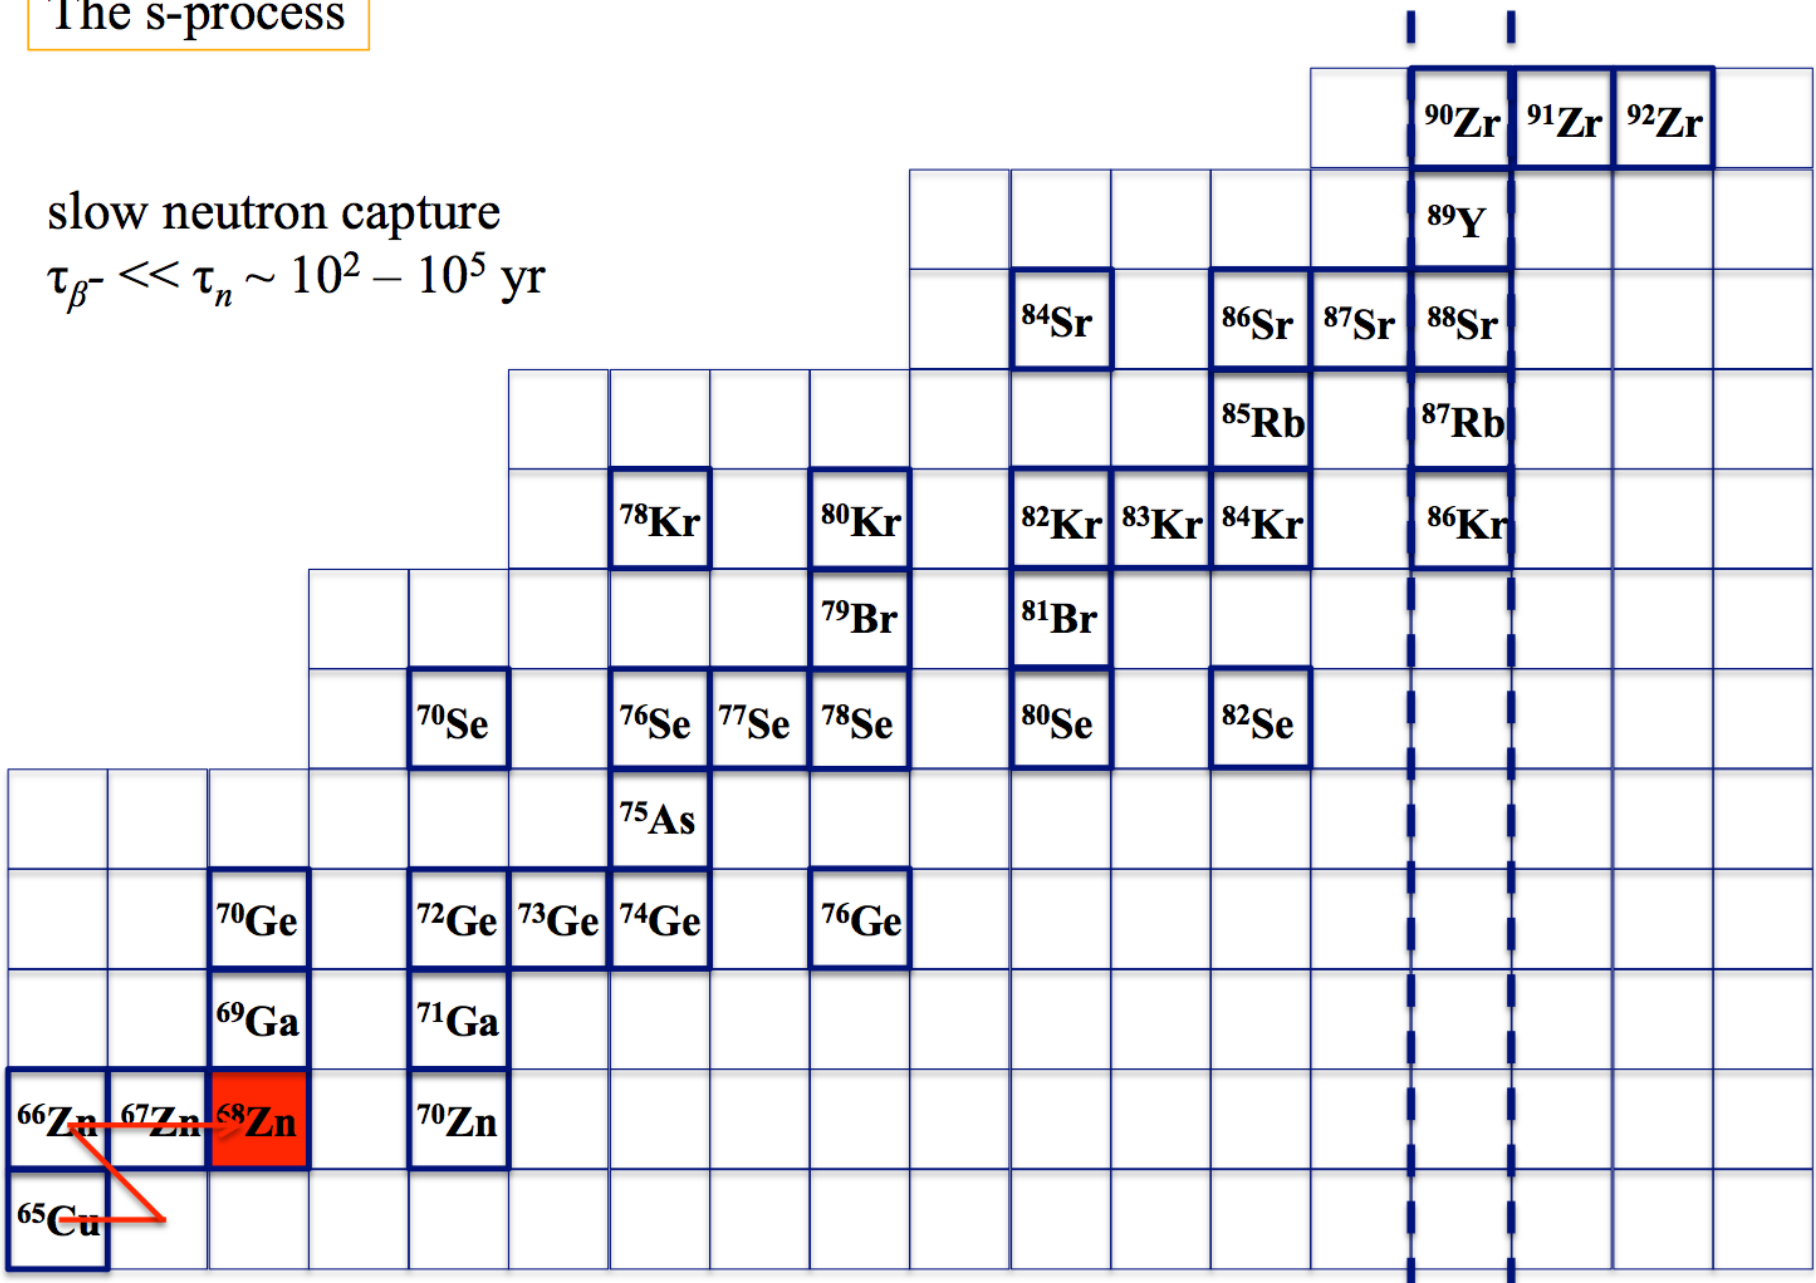 The s-process
slow neutron capture
τβ- << τn ~ 10² – 10⁵ yr
⁹⁰Zr ⁹¹Zr ⁹²Zr
⁸⁹Y
⁸⁴Sr ⁸⁶Sr ⁸⁷Sr ⁸⁸Sr
⁸⁵Rb ⁸⁷Rb
⁷⁸Kr ⁸⁰Kr ⁸²Kr ⁸³Kr ⁸⁴Kr ⁸⁶Kr
⁷⁹Br ⁸¹Br
⁷⁰Se ⁷⁶Se ⁷⁷Se ⁷⁸Se ⁸⁰Se ⁸²Se
⁷⁵As
⁷⁰Ge ⁷²Ge ⁷³Ge ⁷⁴Ge ⁷⁶Ge
⁶⁹Ga ⁷¹Ga
⁶⁶Zn ⁶⁷Zn ⁶⁸Zn ⁷⁰Zn
⁶⁵Cu